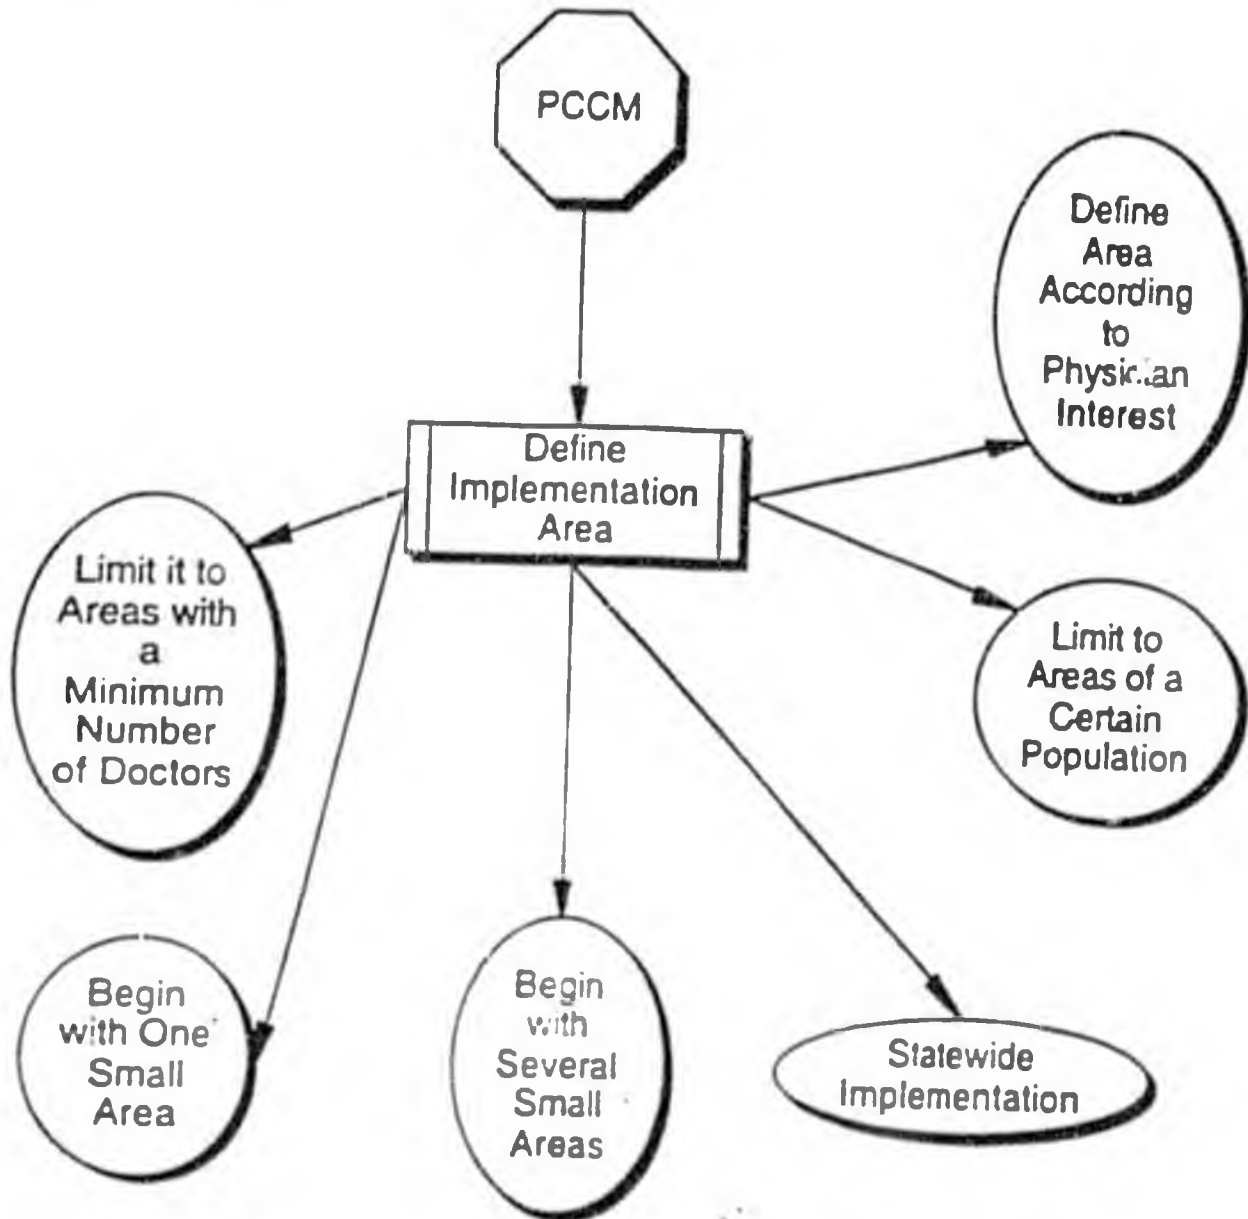 PCCM
Define
Area
According
to
Physician
Interest
Define
Implementation
Area
Limit it to
Areas with
a
Minimum
Number
of Doctors
Limit to
Areas of a
Certain
Population
Begin
with One
Small
Area
Begin
with
Several
Small
Areas
Statewide
Implementation